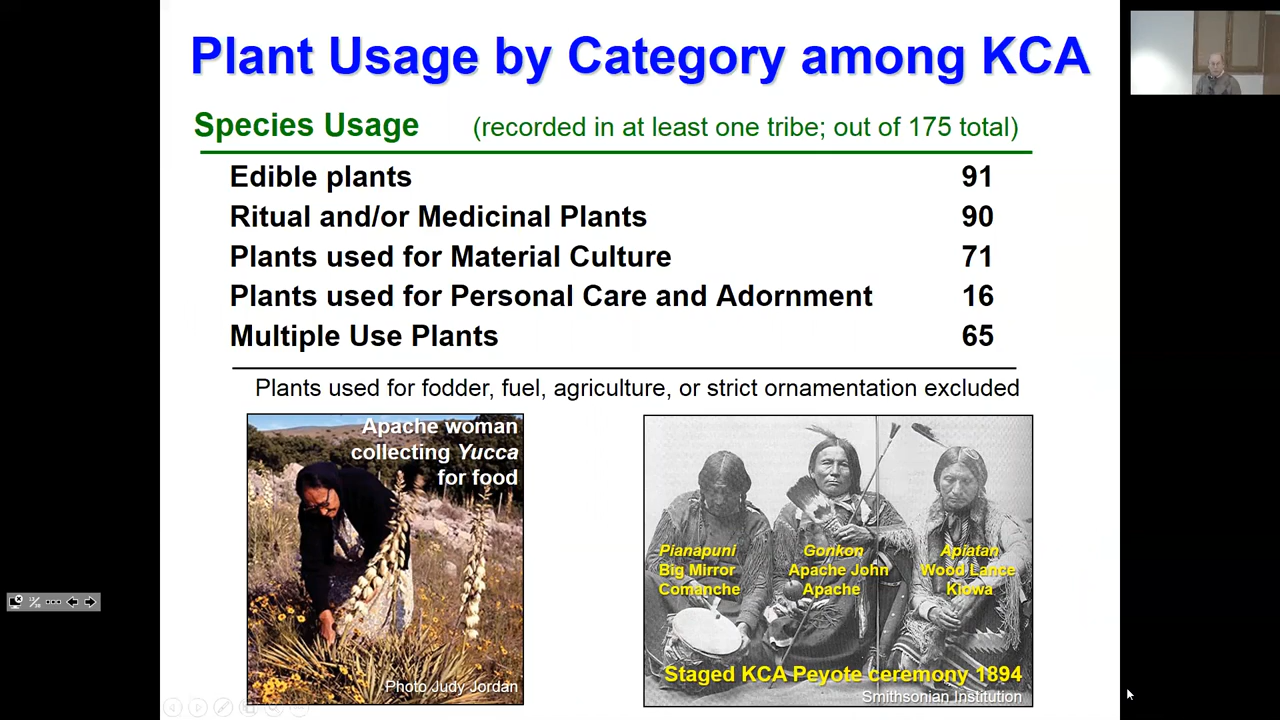 Plant Usage by Category among KCA
Species Usage (recorded in at least one tribe; out of 175 total)
Edible plants 91
Ritual and/or Medicinal Plants 90
Plants used for Material Culture 71
Plants used for Personal Care and Adornment 16
Multiple Use Plants 65
Plants used for fodder, fuel, agriculture, or strict ornamentation excluded
Apache woman
collecting Yucca
for food
Photo Judy Jordan
Pianapuni
Big Mirror
Comanche
Gonkon
Apache John
Apache
Apiatan
Wood Lance
Kiowa
Staged KCA Peyote ceremony 1894
Smithsonian Institution